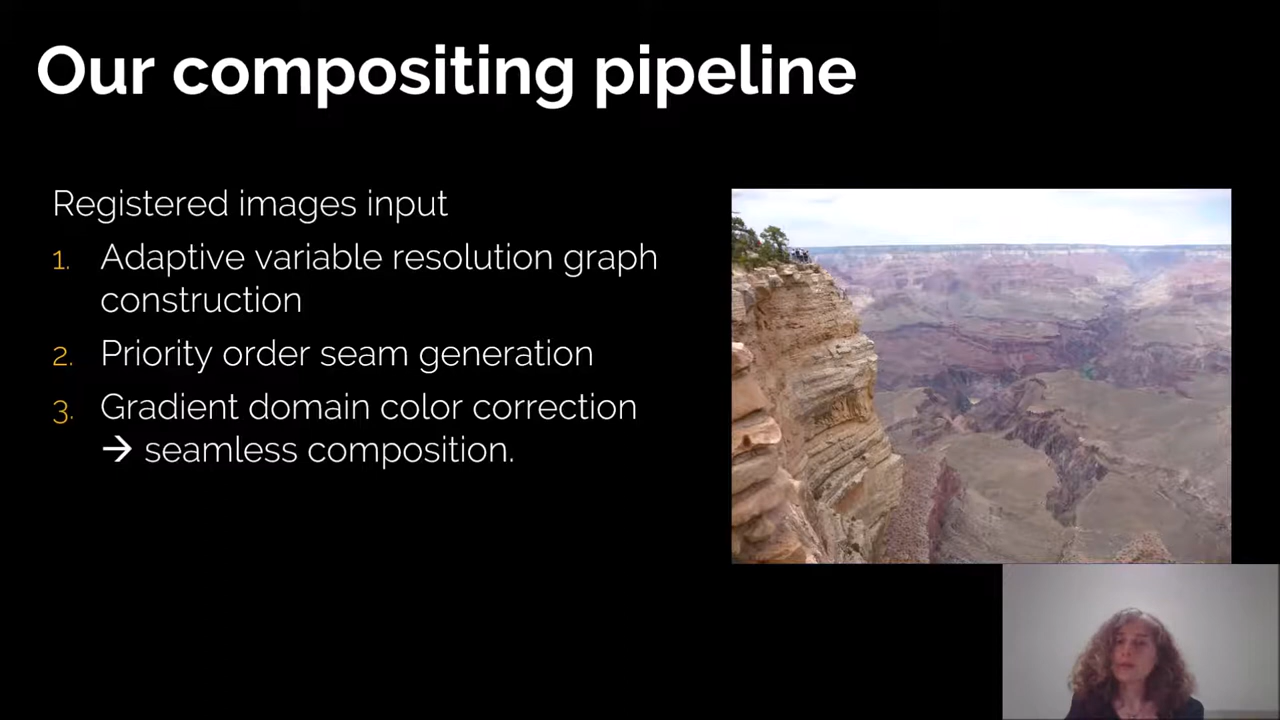 Our compositing pipeline
Registered images input
1. Adaptive variable resolution graph
construction
2. Priority order seam generation
3. Gradient domain color correction
→ seamless composition.